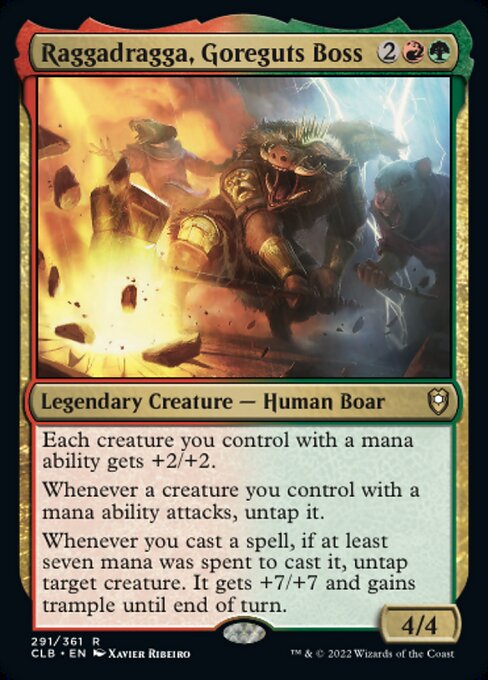 Raggadragga, Goreguts Boss 2
Legendary Creature — Human Boar
Each creature you control with a mana
ability gets +2/+2.
Whenever a creature you control with a
mana ability attacks, untap it.
Whenever you cast a spell, if at least
seven mana was spent to cast it, untap
target creature. It gets +7/+7 and gains
trample until end of turn.
4/4
291/361 R
CLB • EN Xavier Ribeiro
™ & © 2022 Wizards of the Coast